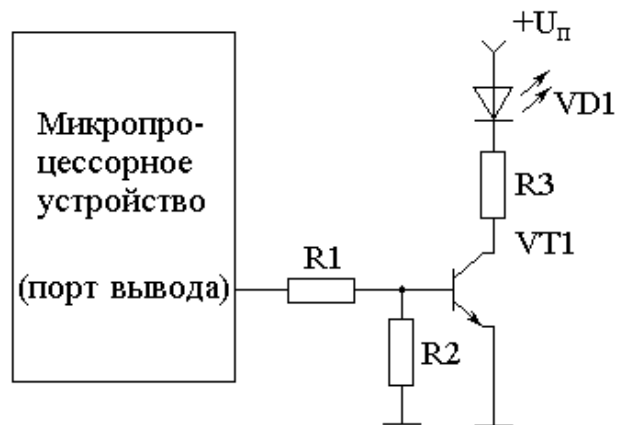 +Uп
VD1
Микропро-
цессорное
устройство
R3
VT1
R1
(порт вывода)
R2